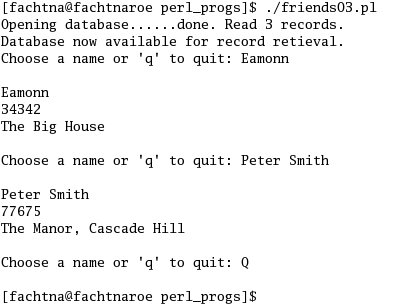 [fachtna@fachtnaroe perl_progs]$ ./friends03.pl
Opening database......done. Read 3 records.
Database now available for record retieval.
Choose a name or 'q' to quit: Eamonn
Eamonn
34342
The Big House
Choose a name or 'q' to quit: Peter Smith
Peter Smith
77675
The Manor, Cascade Hill
Choose a name or 'q' to quit: Q
[fachtna@fachtnaroe perl_progs]$